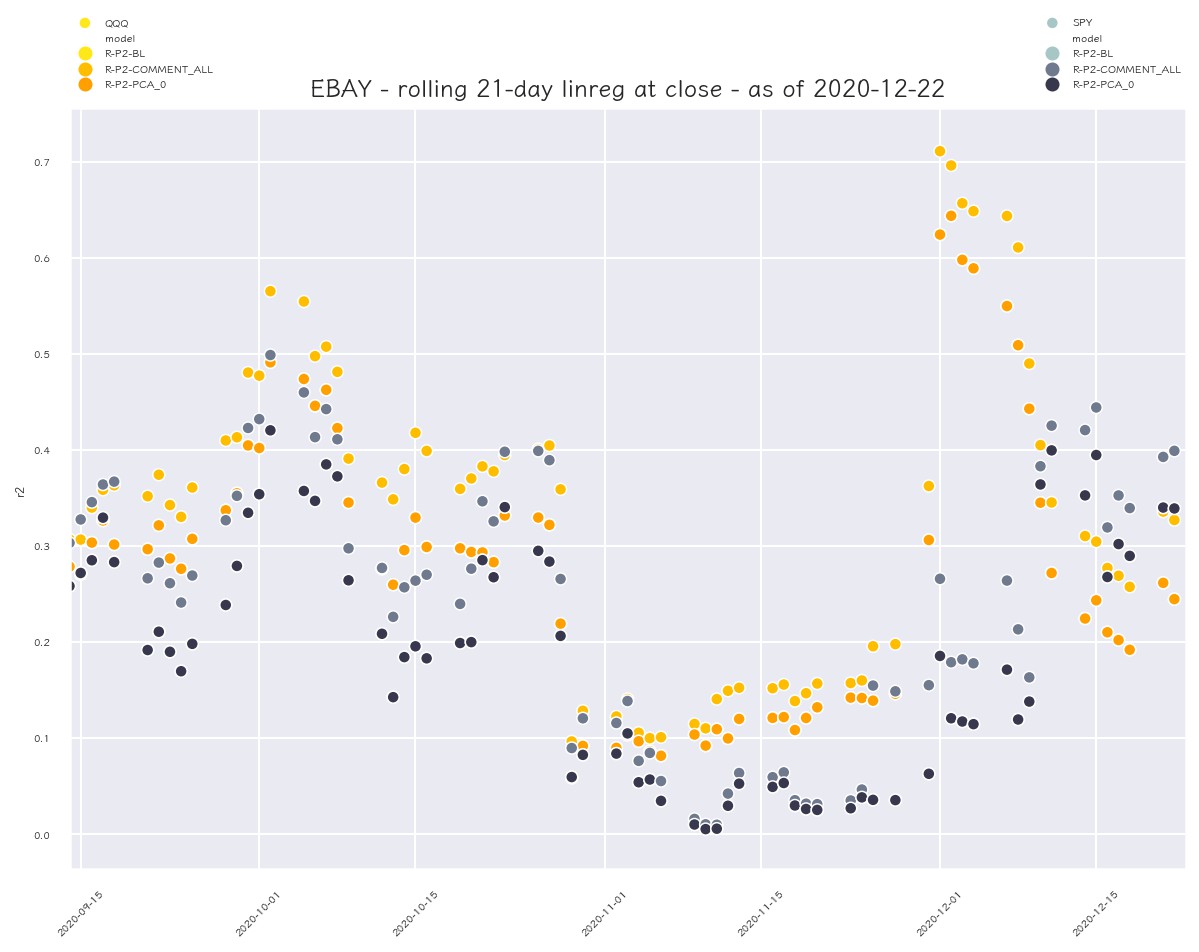 QQQ
model
R-P2-BL
R-P2-COMMENT_ALL
R-P2-PCA_0
SPY
model
R-P2-BL
R-P2-COMMENT_ALL
R-P2-PCA_0
EBAY - rolling 21-day linreg at close - as of 2020-12-22
r2
0.7
0.6
0.5
0.4
0.3
0.2
0.1
0.0
2020-09-15
2020-10-01
2020-10-15
2020-11-01
2020-11-15
2020-12-01
2020-12-15